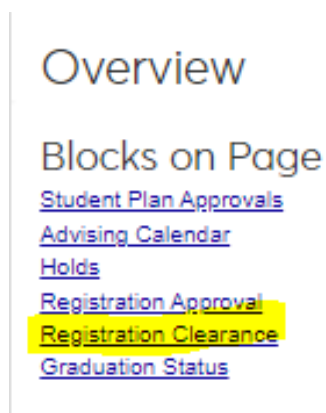 Overview
Blocks on Page
Student Plan Approvals
Advising Calendar
Holds
Registration Approval
Registration Clearance
Graduation Status